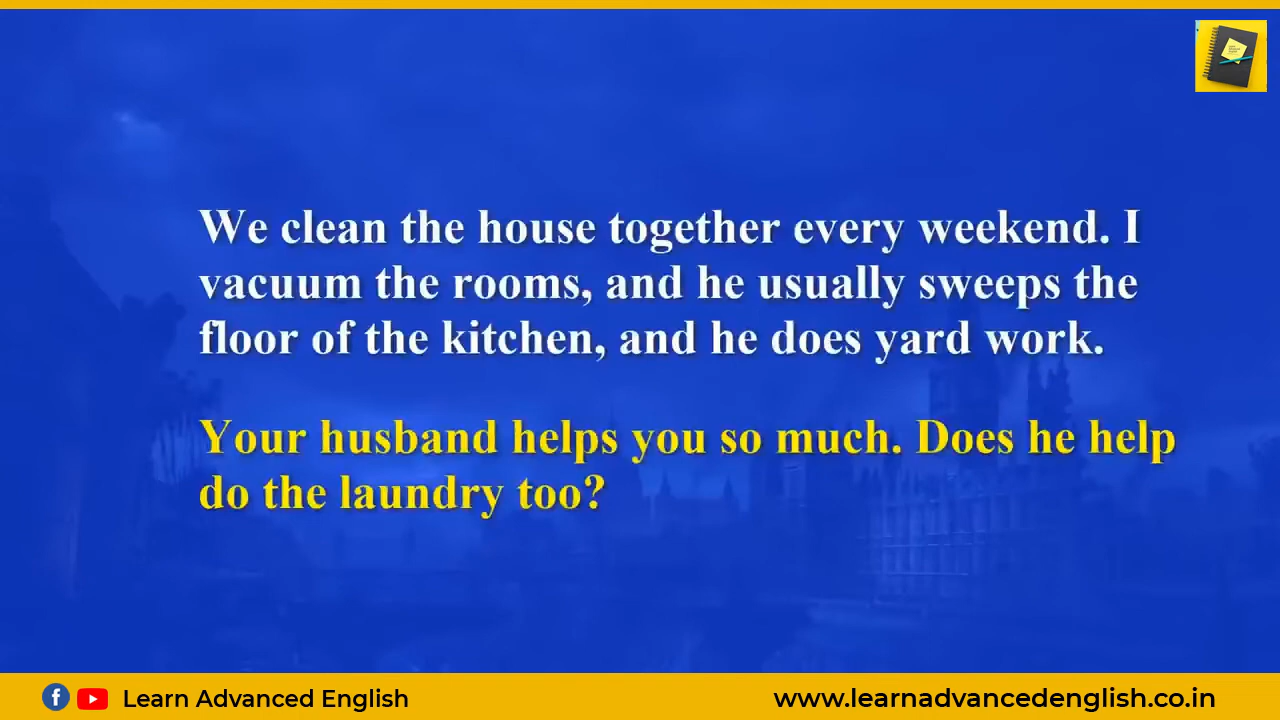 We clean the house together every weekend. I
vacuum the rooms, and he usually sweeps the
floor of the kitchen, and he does yard work.
Your husband helps you so much. Does he help
do the laundry too?
Learn Advanced English
www.learnadvancedenglish.co.in